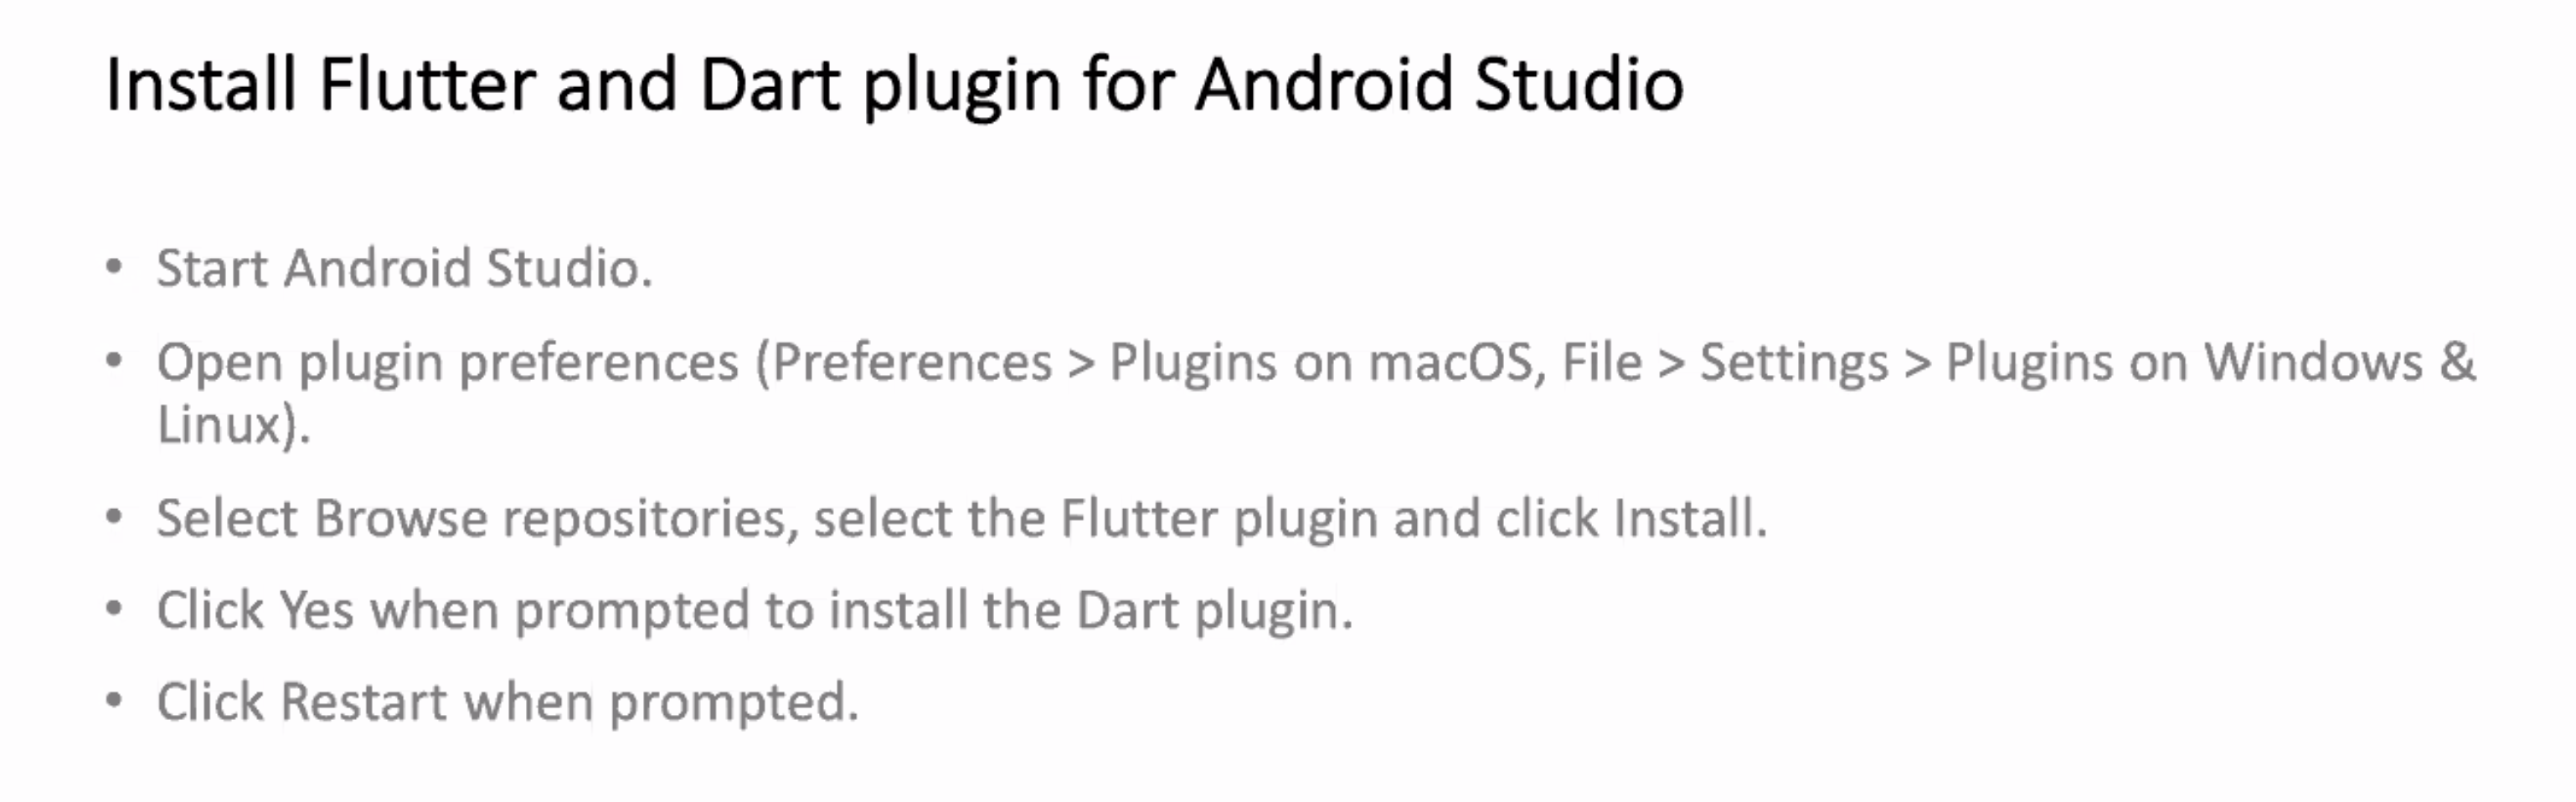 Install Flutter and Dart plugin for Android Studio
• Start Android Studio.
• Open plugin preferences (Preferences > Plugins on macOS, File > Settings > Plugins on Windows &
Linux).
• Select Browse repositories, select the Flutter plugin and click Install.
• Click Yes when prompted to install the Dart plugin.
• Click Restart when prompted.